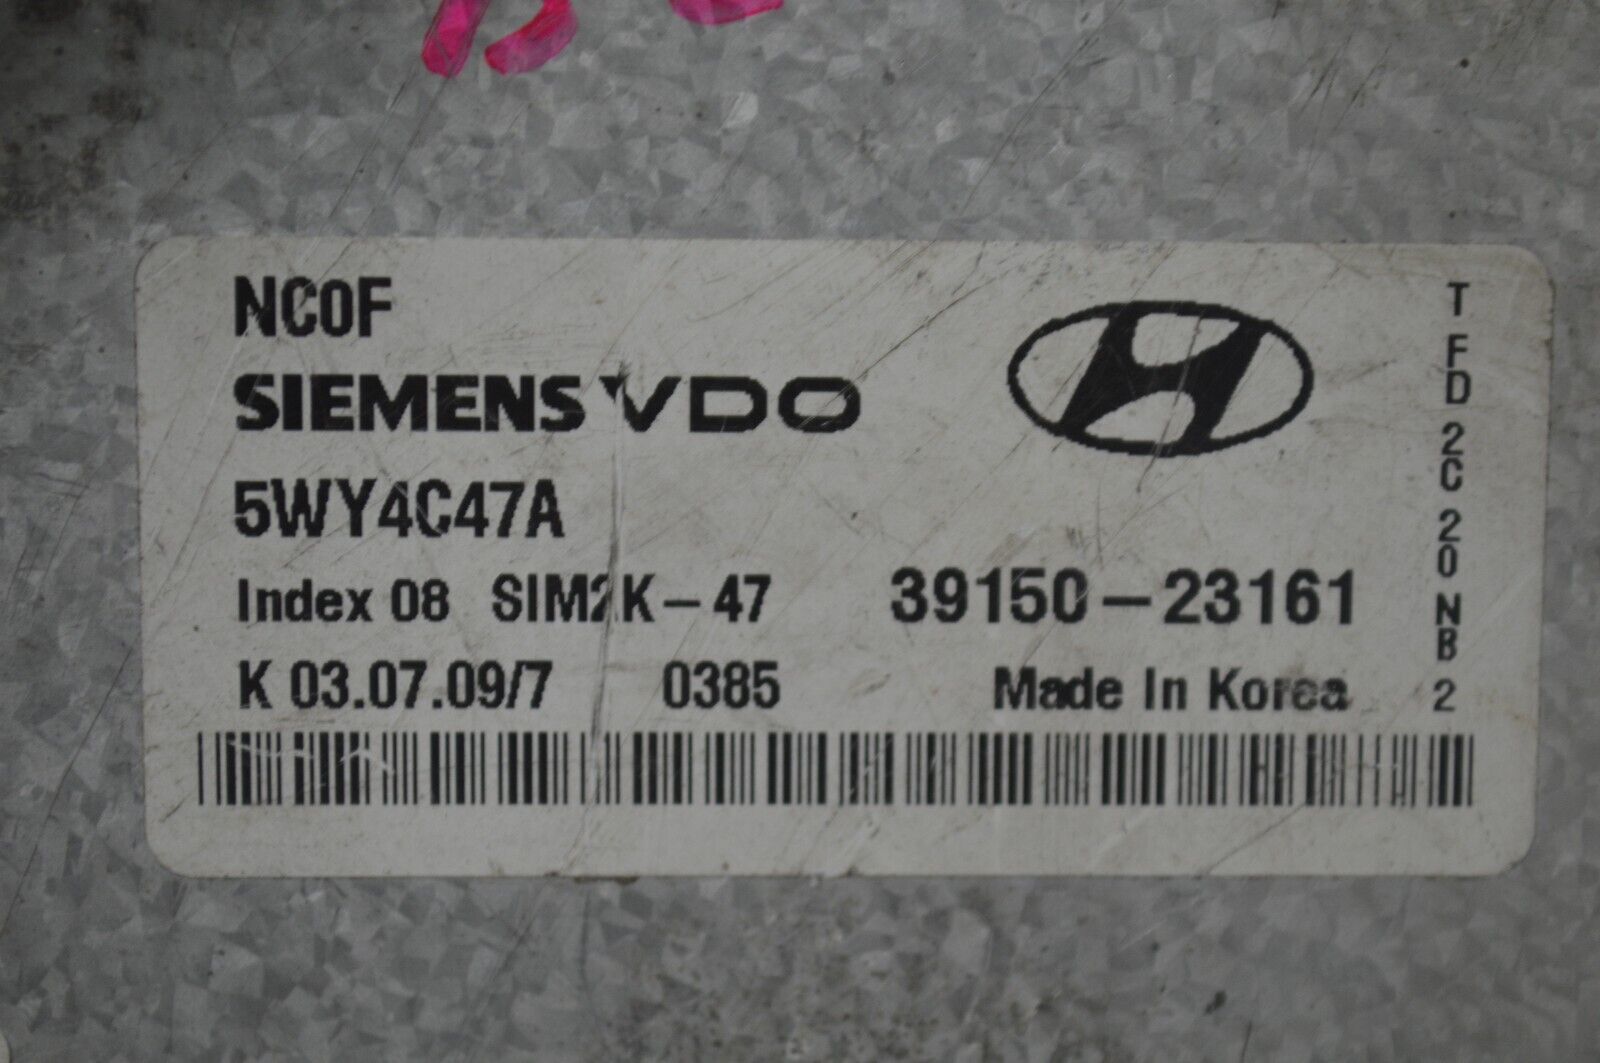 NC0F
SIEMENS VDO
5WY4C47A
Index 08 SIM2K-47 39150-23161
K 03.07.09/7 0385 Made In Korea
T FD 2C 20 NB 2